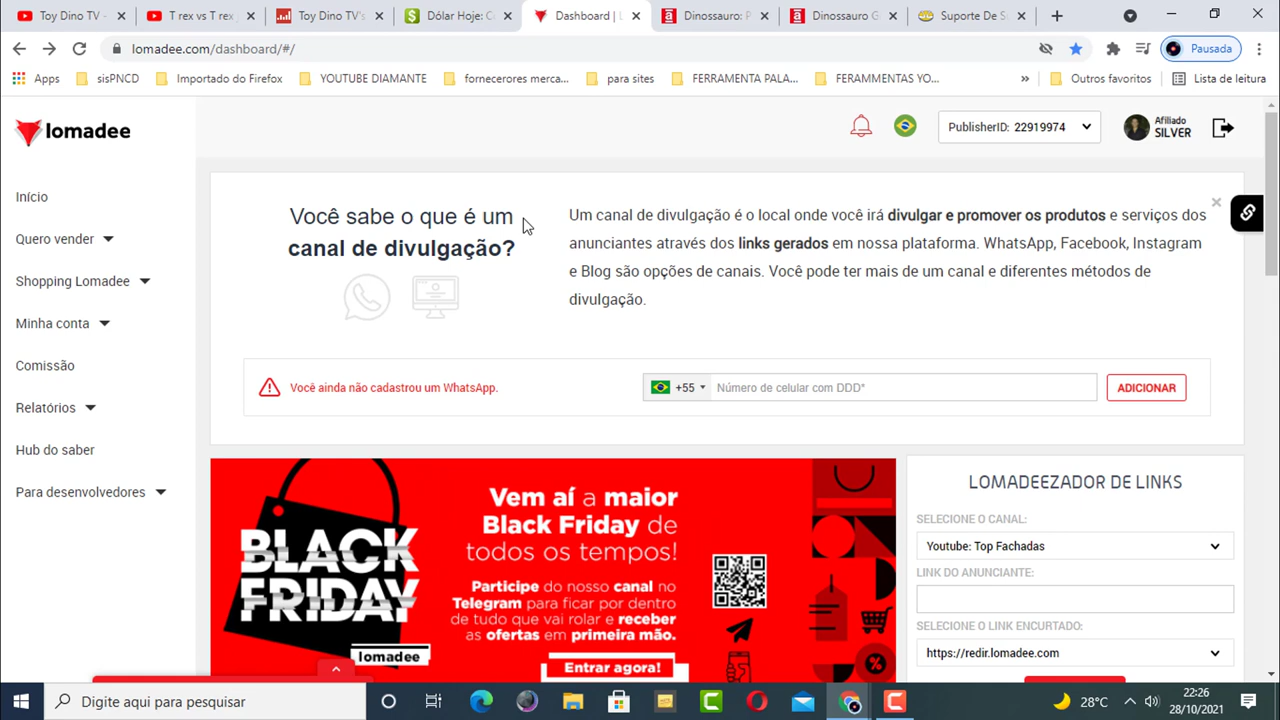 Toy Dino TV -
T rex vs T rex
Toy Dino TV's
Dólar Hoje: C
Dashboard | L
Dinossauro: P
Dinossauro G
Suporte De S
lomadee.com/dashboard/#/
Pausada
Apps
sisPNCD
Importado do Firefox
YOUTUBE DIAMANTE
fornecerores merca...
para sites
FERRAMENTA PALA...
FERAMMENTAS YO...
»
Outros favoritos
Lista de leitura
lomadee
PublisherID: 22919974
Afiliado
SILVER
Início
Quero vender
Shopping Lomadee
Minha conta
Comissão
Relatórios
Hub do saber
Para desenvolvedores
Você sabe o que é um
canal de divulgação?
Um canal de divulgação é o local onde você irá divulgar e promover os produtos e serviços dos
anunciantes através dos links gerados em nossa plataforma. WhatsApp, Facebook, Instagram
e Blog são opções de canais. Você pode ter mais de um canal e diferentes métodos de
divulgação.
Você ainda não cadastrou um WhatsApp.
+55
Número de celular com DDD*
ADICIONAR
BLACK
FRIDAY
lomadee
Vem aí a maior
Black Friday de
todos os tempos!
Participe do nosso canal no
Telegram para ficar por dentro
de tudo que vai rolar e receber
as ofertas em primeira mão.
Entrar agora!
LOMADEEZADOR DE LINKS
SELECIONE O CANAL:
Youtube: Top Fachadas
LINK DO ANUNCIANTE:
SELECIONE O LINK ENCURTADO:
https://redir.lomadee.com
Digite aqui para pesquisar
28°C
22:26
28/10/2021